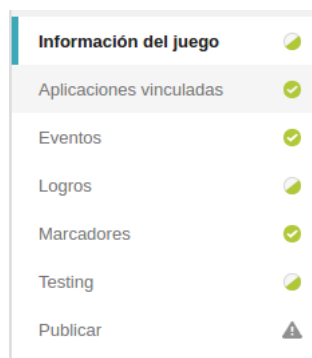 Información del juego
Aplicaciones vinculadas
Eventos
Logros
Marcadores
Testing
Publicar